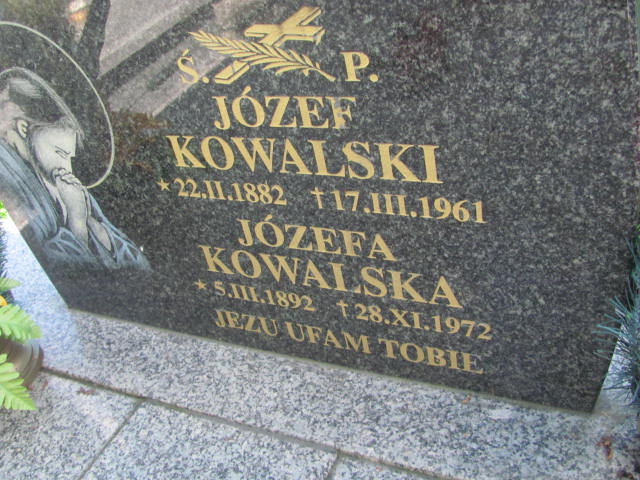 Ś. P.
JÓZEF
KOWALSKI
★ 22.II.1882 † 17.III.1961
JÓZEFA
KOWALSKA
★ 5.III.1892 † 28.XI.1972
JEZU UFAM TOBIE